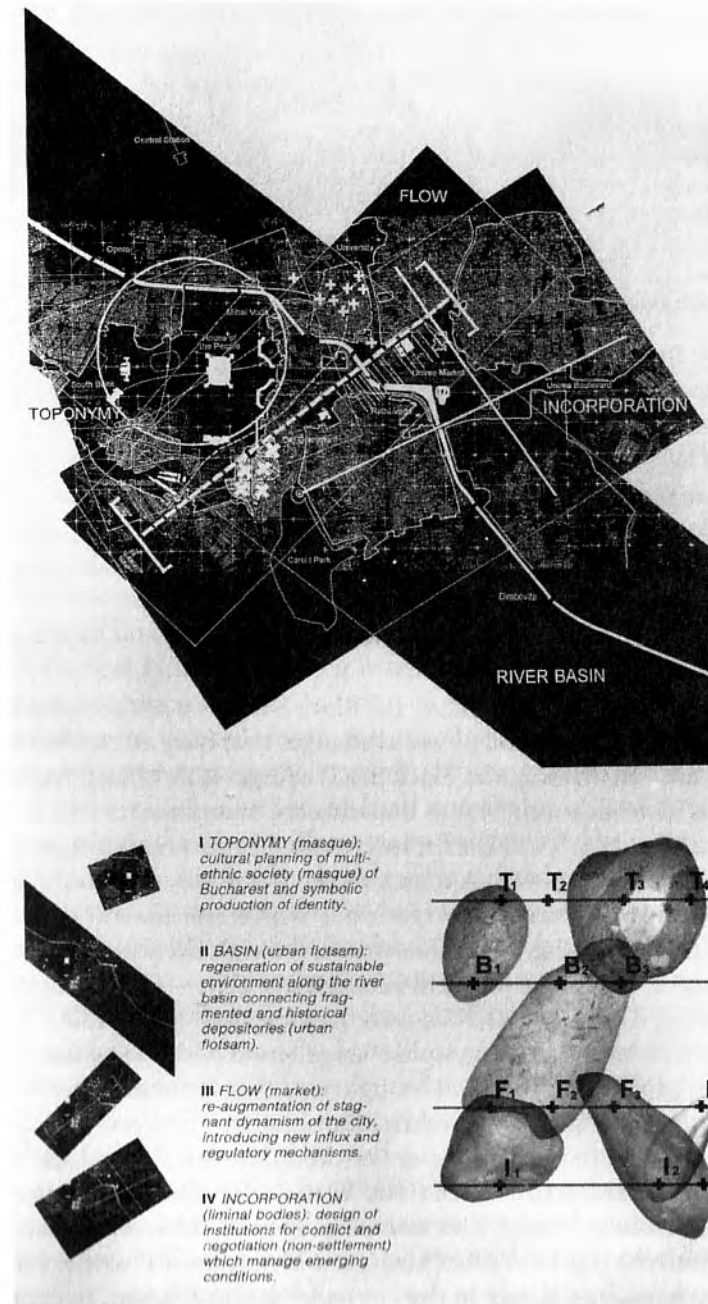 Central Station
FLOW
Opera
University
Mihai Voda
House of
the People
South Bank
Unirea Market
Unirea Boulevard
TOPONYMY
INCORPORATION
Carol I Park
Dimbovita
RIVER BASIN
I TOPONYMY (masque):
cultural planning of multi-
ethnic society (masque) of
Bucharest and symbolic
production of identity.
II BASIN (urban flotsam):
regeneration of sustainable
environment along the river
basin connecting frag-
mented and historical
depositories (urban
flotsam).
III FLOW (market):
re-augmentation of stag-
nant dynamism of the city,
introducing new influx and
regulatory mechanisms.
IV INCORPORATION
(liminal bodies): design of
institutions for conflict and
negotiation (non-settlement)
which manage emerging
conditions.
T1 T2 T3 T4
B1 B2 B3
F1 F2 F3
I1 I2